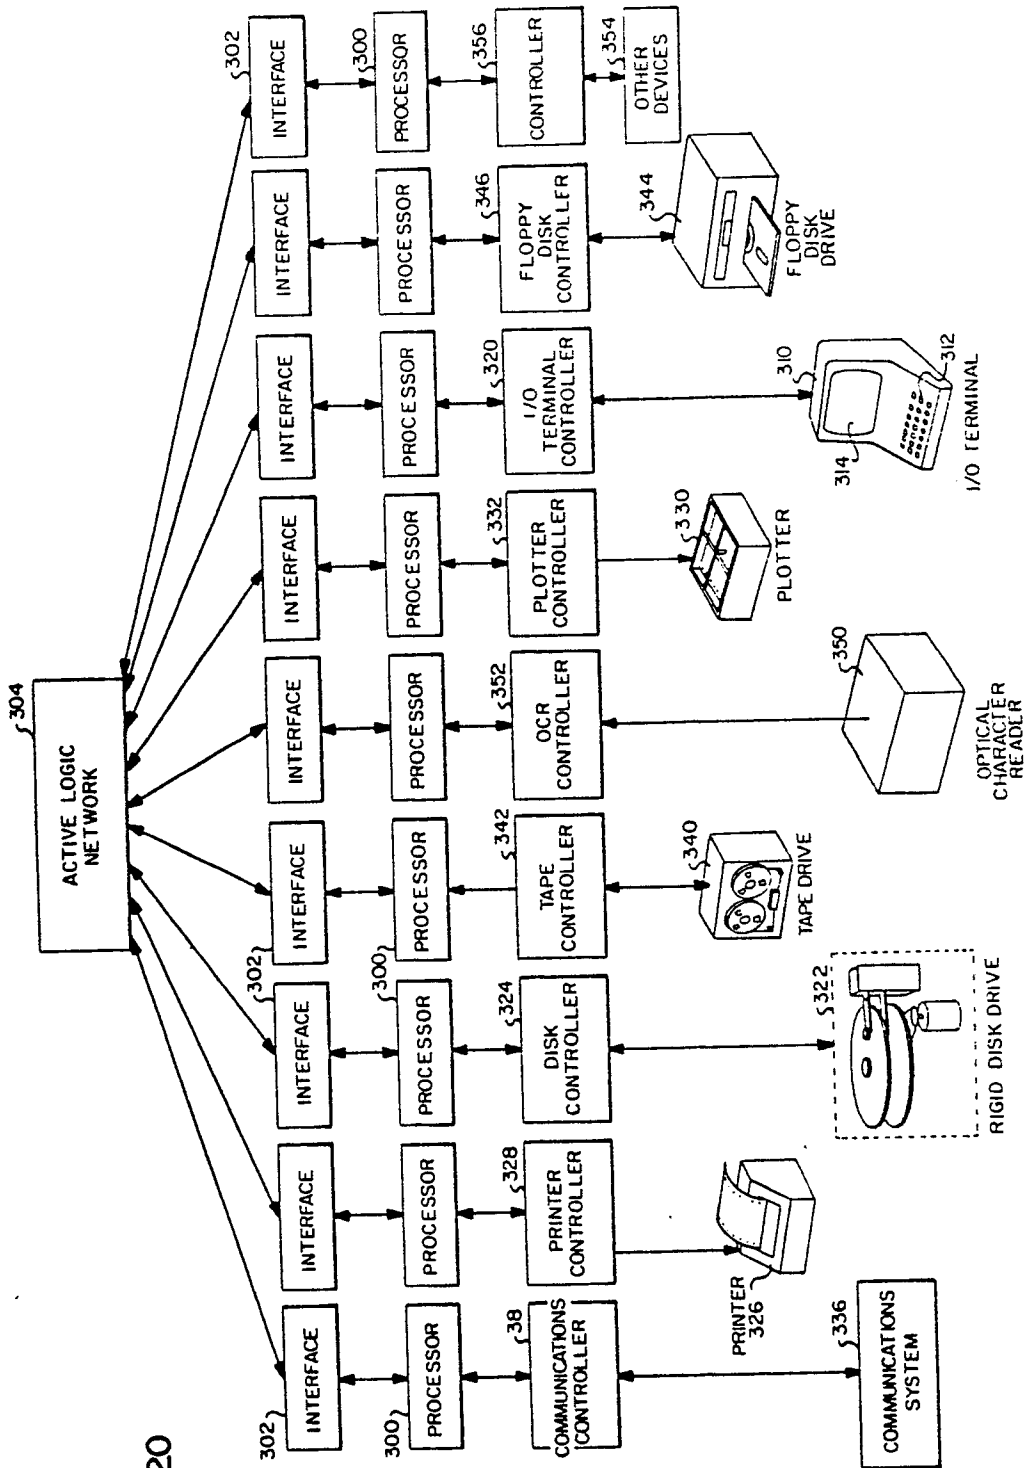 304
ACTIVE LOGIC
NETWORK
20
302
INTERFACE
INTERFACE
302
INTERFACE
INTERFACE
INTERFACE
INTERFACE
INTERFACE
INTERFACE
302
INTERFACE
300
PROCESSOR
PROCESSOR
300
PROCESSOR
PROCESSOR
PROCESSOR
PROCESSOR
PROCESSOR
PROCESSOR
300
PROCESSOR
38
COMMUNICATIONS
CONTROLLER
328
PRINTER
CONTROLLER
324
DISK
CONTROLLER
342
TAPE
CONTROLLER
352
OCR
CONTROLLER
332
PLOTTER
CONTROLLER
320
I/O
TERMINAL
CONTROLLER
346
FLOPPY
DISK
CONTROLLER
356
CONTROLLER
354
OTHER
DEVICES
PRINTER
326
340
TAPE DRIVE
330
PLOTTER
344
FLOPPY
DISK
DRIVE
336
COMMUNICATIONS
SYSTEM
322
RIGID DISK DRIVE
350
OPTICAL
CHARACTER
READER
310
314
312
I/O TERMINAL